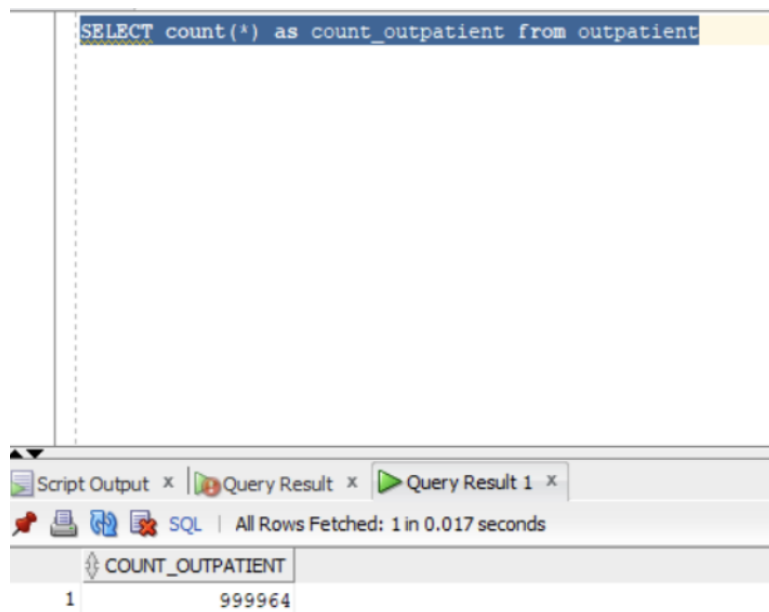 SELECT count(*) as count_outpatient from outpatient
Script Output x Query Result x Query Result 1 x
SQL | All Rows Fetched: 1 in 0.017 seconds
COUNT_OUTPATIENT
1 999964